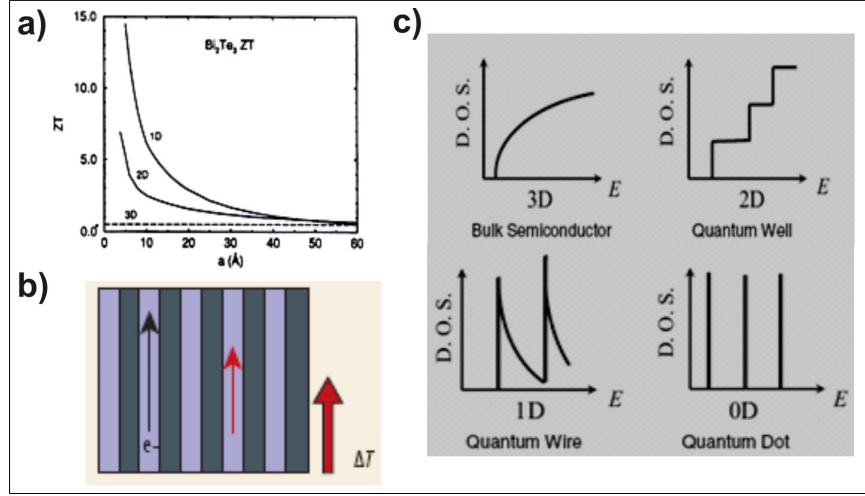 a)
15.0
Bi₂Te₃ ZT
10.0
ZT
1D
5.0
2D
3D
0.0
0
10
20
30
40
50
60
a (Å)
b)
e-
ΔT
c)
D. O. S.
E
3D
Bulk Semiconductor
D. O. S.
E
2D
Quantum Well
D. O. S.
E
1D
Quantum Wire
D. O. S.
E
0D
Quantum Dot